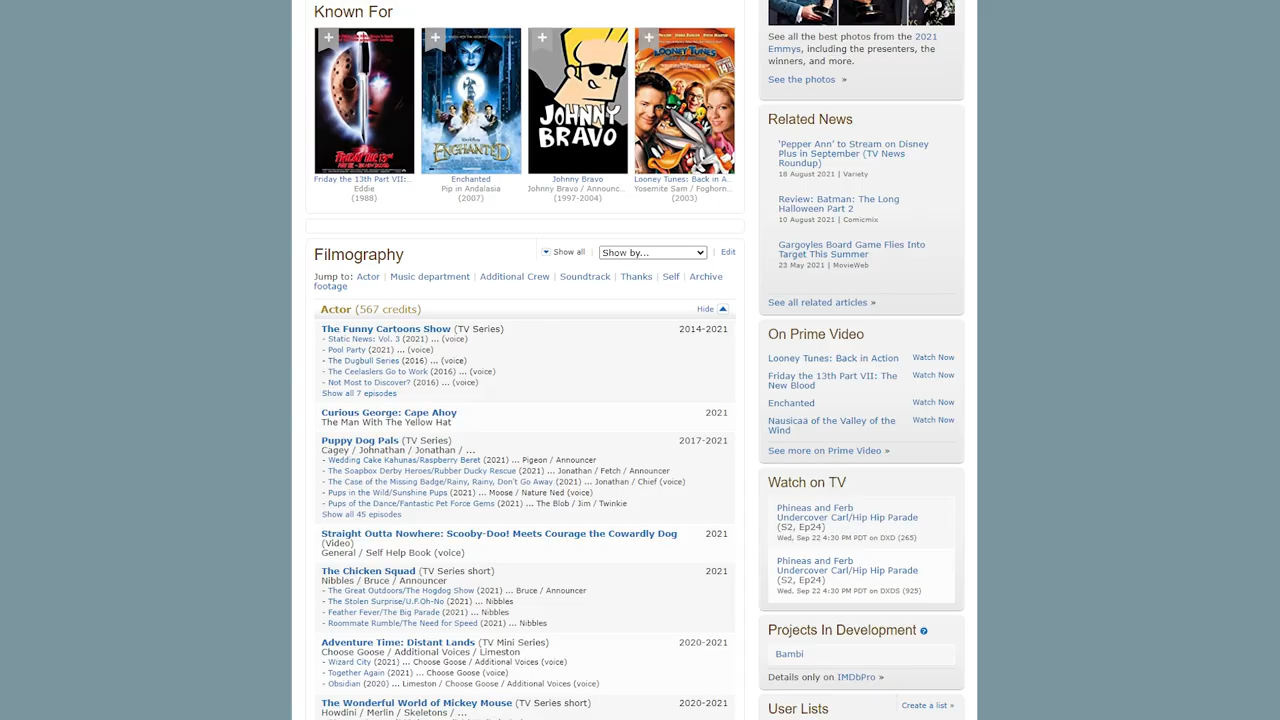 Known For
FRIDAY THE 13TH
PART VII - THE NEW BLOOD
ENCHANTED
JOHNNY
BRAVO
LOONEY TUNES
Friday the 13th Part VII:...
Eddie
(1988)
Enchanted
Pip in Andalasia
(2007)
Johnny Bravo
Johnny Bravo / Announc...
(1997-2004)
Looney Tunes: Back in A...
Yosemite Sam / Foghorn...
(2003)
Filmography
Show all | Show by... | Edit
Jump to: Actor | Music department | Additional Crew | Soundtrack | Thanks | Self | Archive
footage
Actor (567 credits) Hide
The Funny Cartoons Show (TV Series) 2014-2021
- Static News: Vol. 3 (2021) ... (voice)
- Pool Party (2021) ... (voice)
- The Dugbull Series (2016) ... (voice)
- The Ceelaslers Go to Work (2016) ... (voice)
- Not Most to Discover? (2016) ... (voice)
Show all 7 episodes
Curious George: Cape Ahoy 2021
The Man With The Yellow Hat
Puppy Dog Pals (TV Series) 2017-2021
Cagey / Johnathan / Jonathan / ...
- Wedding Cake Kahunas/Raspberry Beret (2021) ... Pigeon / Announcer
- The Soapbox Derby Heroes/Rubber Ducky Rescue (2021) ... Jonathan / Fetch / Announcer
- The Case of the Missing Badge/Rainy, Rainy, Don't Go Away (2021) ... Jonathan / Chief (voice)
- Pups in the Wild/Sunshine Pups (2021) ... Moose / Nature Ned (voice)
- Pups of the Dance/Fantastic Pet Force Gems (2021) ... The Blob / Jim / Twinkie
Show all 45 episodes
Straight Outta Nowhere: Scooby-Doo! Meets Courage the Cowardly Dog 2021
(Video)
General / Self Help Book (voice)
The Chicken Squad (TV Series short) 2021
Nibbles / Bruce / Announcer
- The Great Outdoors/The Hogdog Show (2021) ... Bruce / Announcer
- The Stolen Surprise/U.F.Oh-No (2021) ... Nibbles
- Feather Fever/The Big Parade (2021) ... Nibbles
- Roommate Rumble/The Need for Speed (2021) ... Nibbles
Adventure Time: Distant Lands (TV Mini Series) 2020-2021
Choose Goose / Additional Voices / Limeston
- Wizard City (2021) ... Choose Goose / Additional Voices (voice)
- Together Again (2021) ... Choose Goose (voice)
- Obsidian (2020) ... Limeston / Choose Goose / Additional Voices (voice)
The Wonderful World of Mickey Mouse (TV Series short) 2020-2021
Howdini / Merlin / Skeletons / ...
See all the best photos from the 2021
Emmys, including the presenters, the
winners, and more.
See the photos »
Related News
'Pepper Ann' to Stream on Disney
Plus in September (TV News
Roundup)
18 August 2021 | Variety
Review: Batman: The Long
Halloween Part 2
10 August 2021 | Comicmix
Gargoyles Board Game Flies Into
Target This Summer
23 May 2021 | MovieWeb
See all related articles »
On Prime Video
Looney Tunes: Back in Action Watch Now
Friday the 13th Part VII: The Watch Now
New Blood
Enchanted Watch Now
Nausicaa of the Valley of the Watch Now
Wind
See more on Prime Video »
Watch on TV
Phineas and Ferb
Undercover Carl/Hip Hip Parade
(S2, Ep24)
Wed, Sep 22 4:30 PM PDT on DXD (265)
Phineas and Ferb
Undercover Carl/Hip Hip Parade
(S2, Ep24)
Wed, Sep 22 4:30 PM PDT on DXDS (925)
Projects In Development
Bambi
Details only on IMDbPro »
User Lists Create a list »